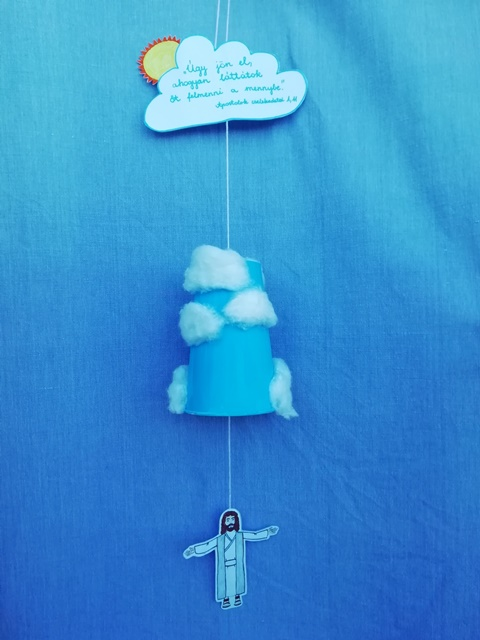 „Úgy jön el,
ahogyan láttátok
őt felmenni a mennybe."
Apostolok cselekedetei 1,11